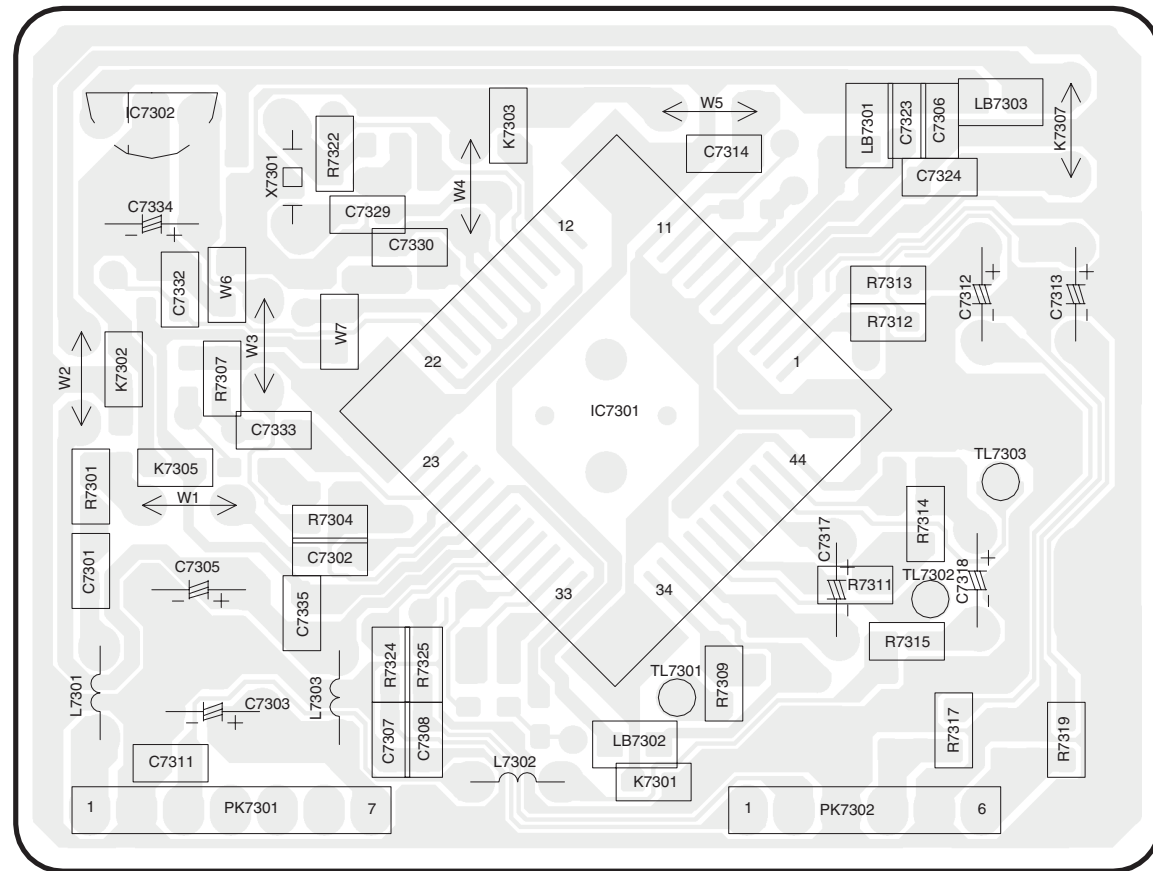 IC7302
X7301
R7322
K7303
W5
C7314
LB7301
C7323
C7306
LB7303
K7307
C7324
W4
C7329
C7330
C7334
- +
C7332
W6
W3
W7
12
11
R7313
R7312
C7312
+
-
C7313
+
-
W2
K7302
R7307
22
1
C7333
IC7301
R7301
K7305
W1
23
44
TL7303
R7304
C7302
C7317
+
-
R7314
C7301
C7305
- +
C7335
33
34
R7311
TL7302
C7318
+
-
R7315
L7301
C7303
- +
L7303
R7324
R7325
TL7301
R7309
C7311
C7307
C7308
L7302
LB7302
K7301
R7317
R7319
1 PK7301 7
1 PK7302 6